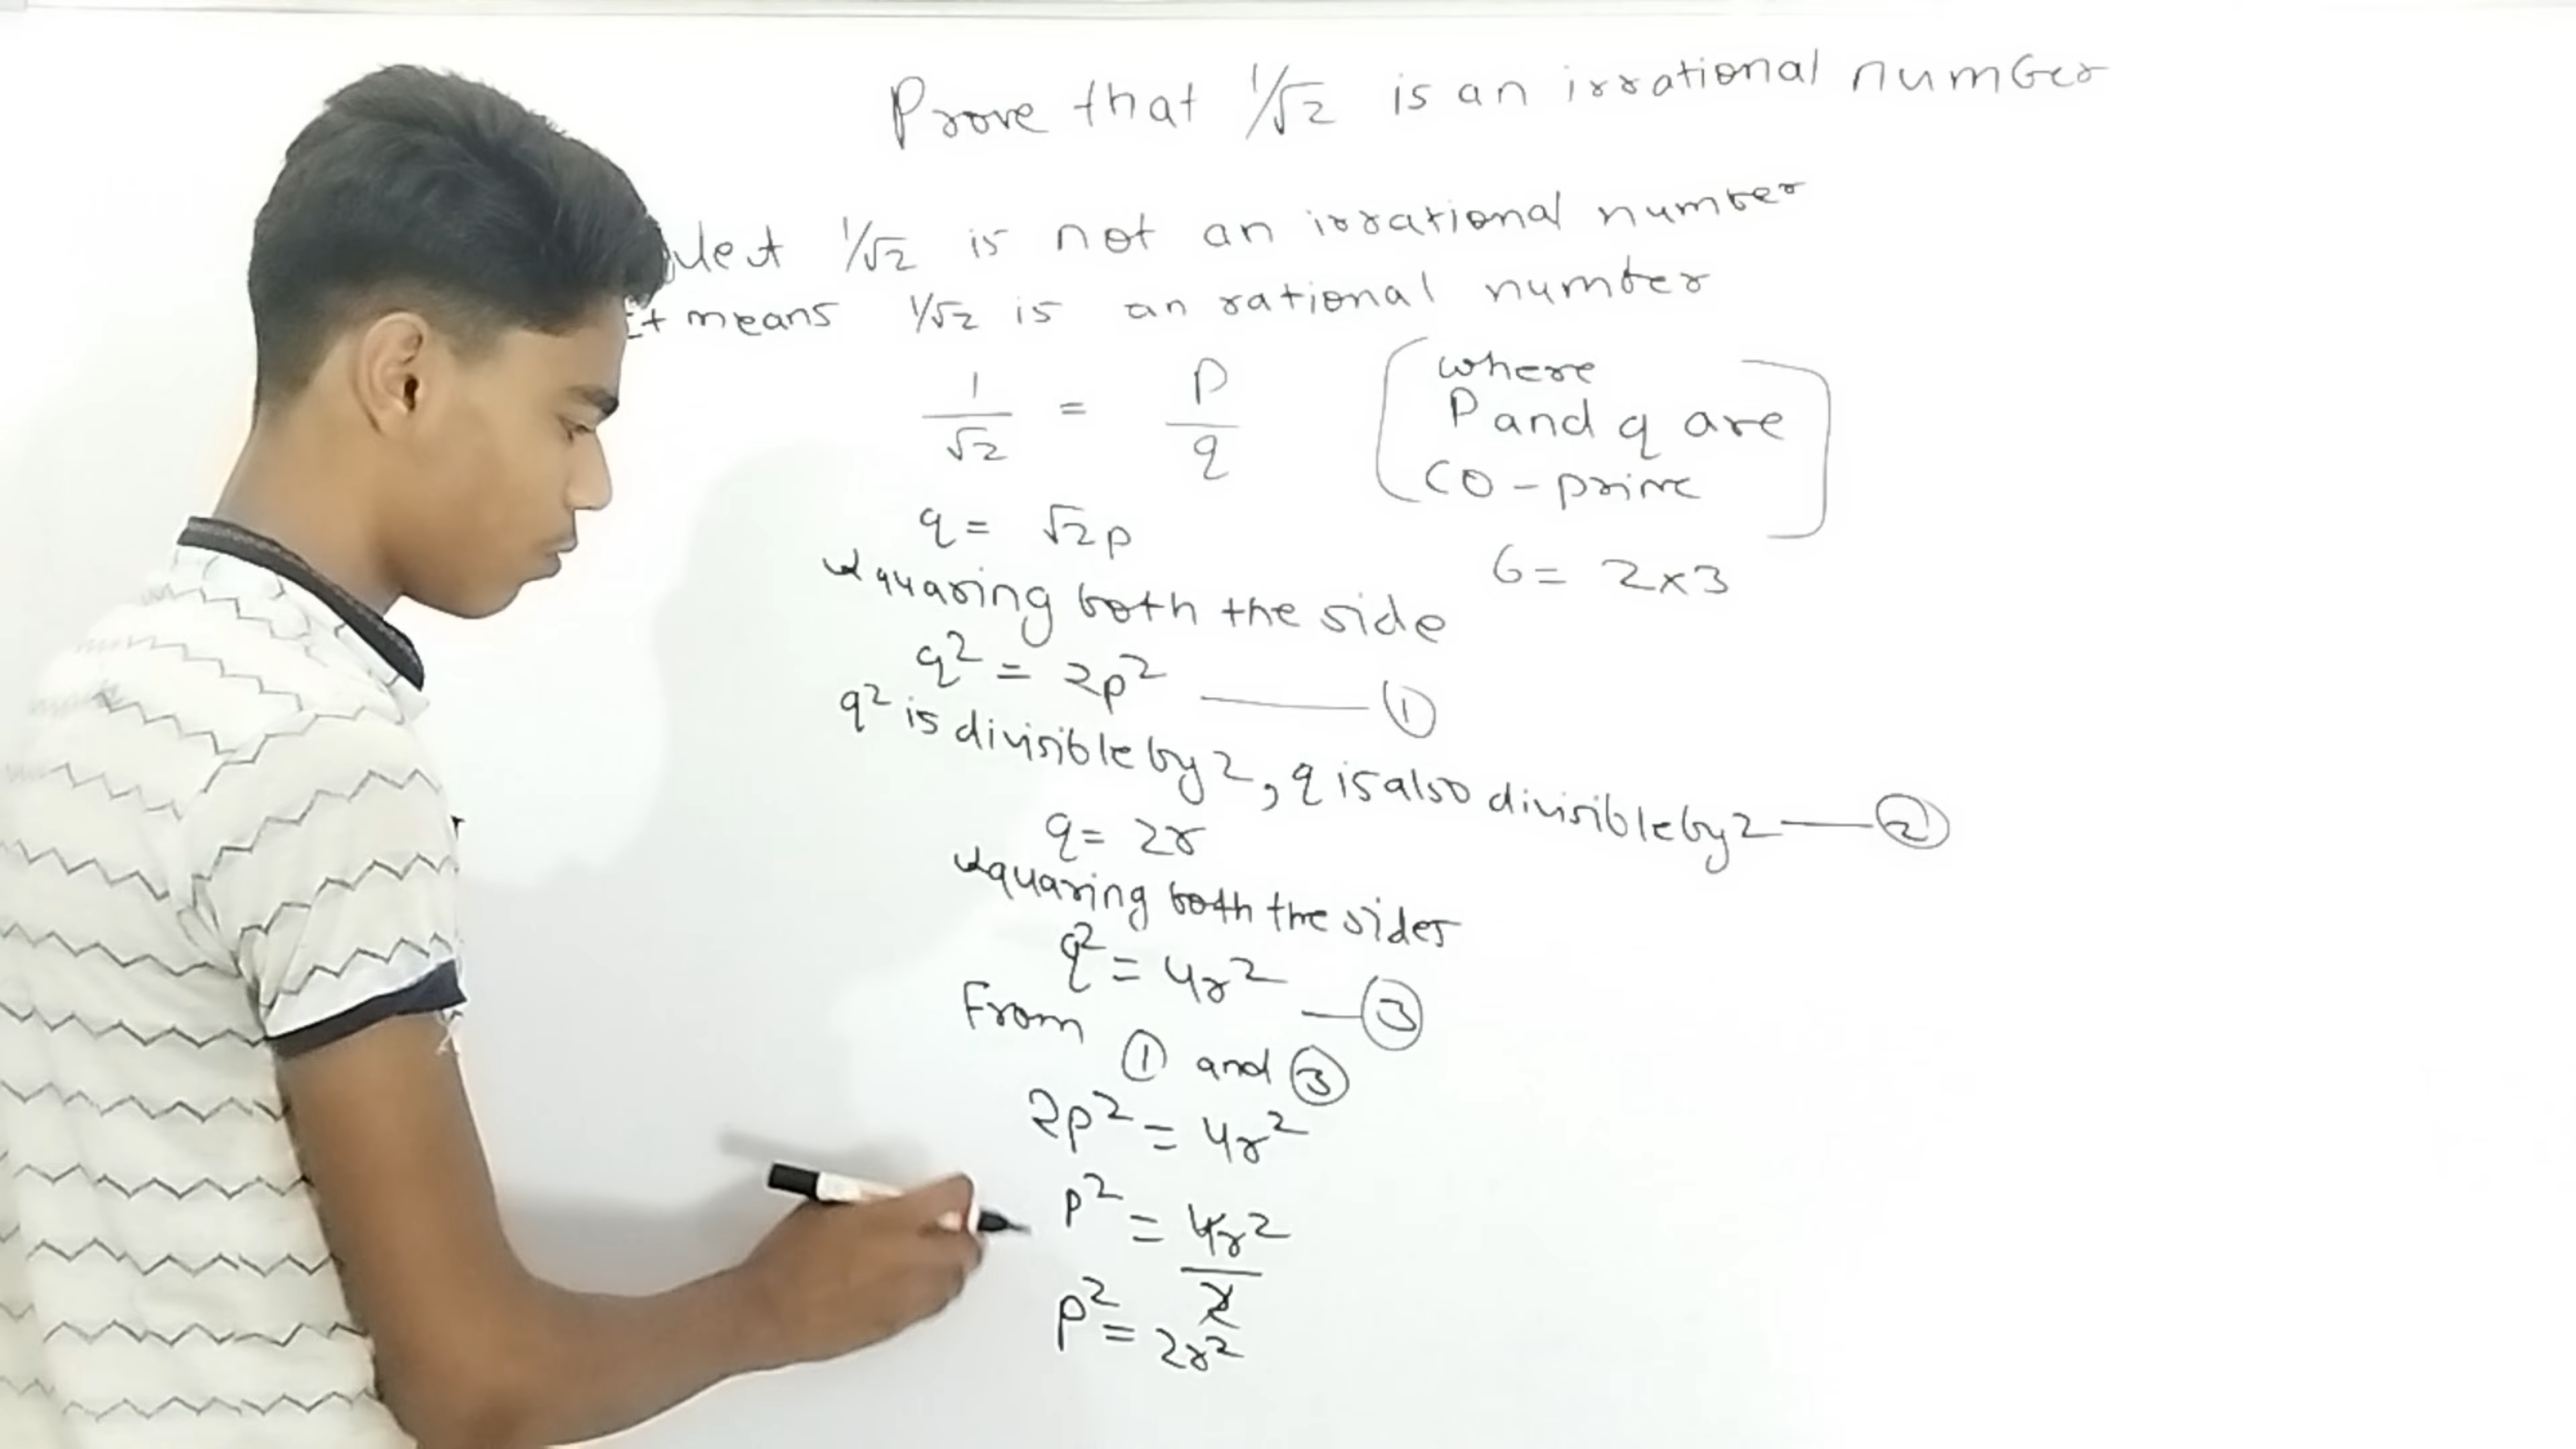 Prove that 1/√2 is an irrational number
1/√2 is not an irrational number
It means 1/√2 is an rational number
1/√2 = P/q
[where
P and q are
co-prime]
q = √2p
6 = 2×3
Squaring both the side
q² = 2p² —— ①
q² is divisible by 2, q is also divisible by 2 —— ②
q = 2r
Squaring both the sides
q² = 4r² — ③
From
① and ③
2p² = 4r²
p² = 4r²/2
p² = 2r²